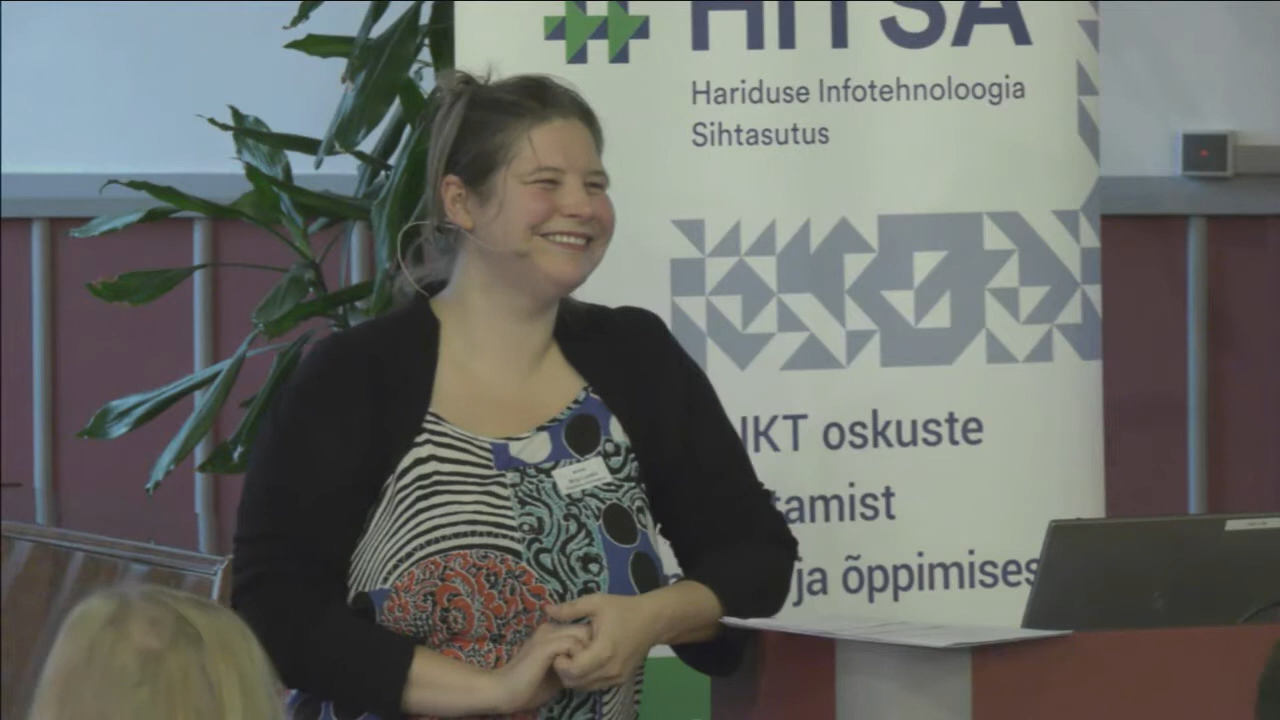 HITSA
Hariduse Infotehnoloogia
Sihtasutus
IKT oskuste
tamist
ja õppimises